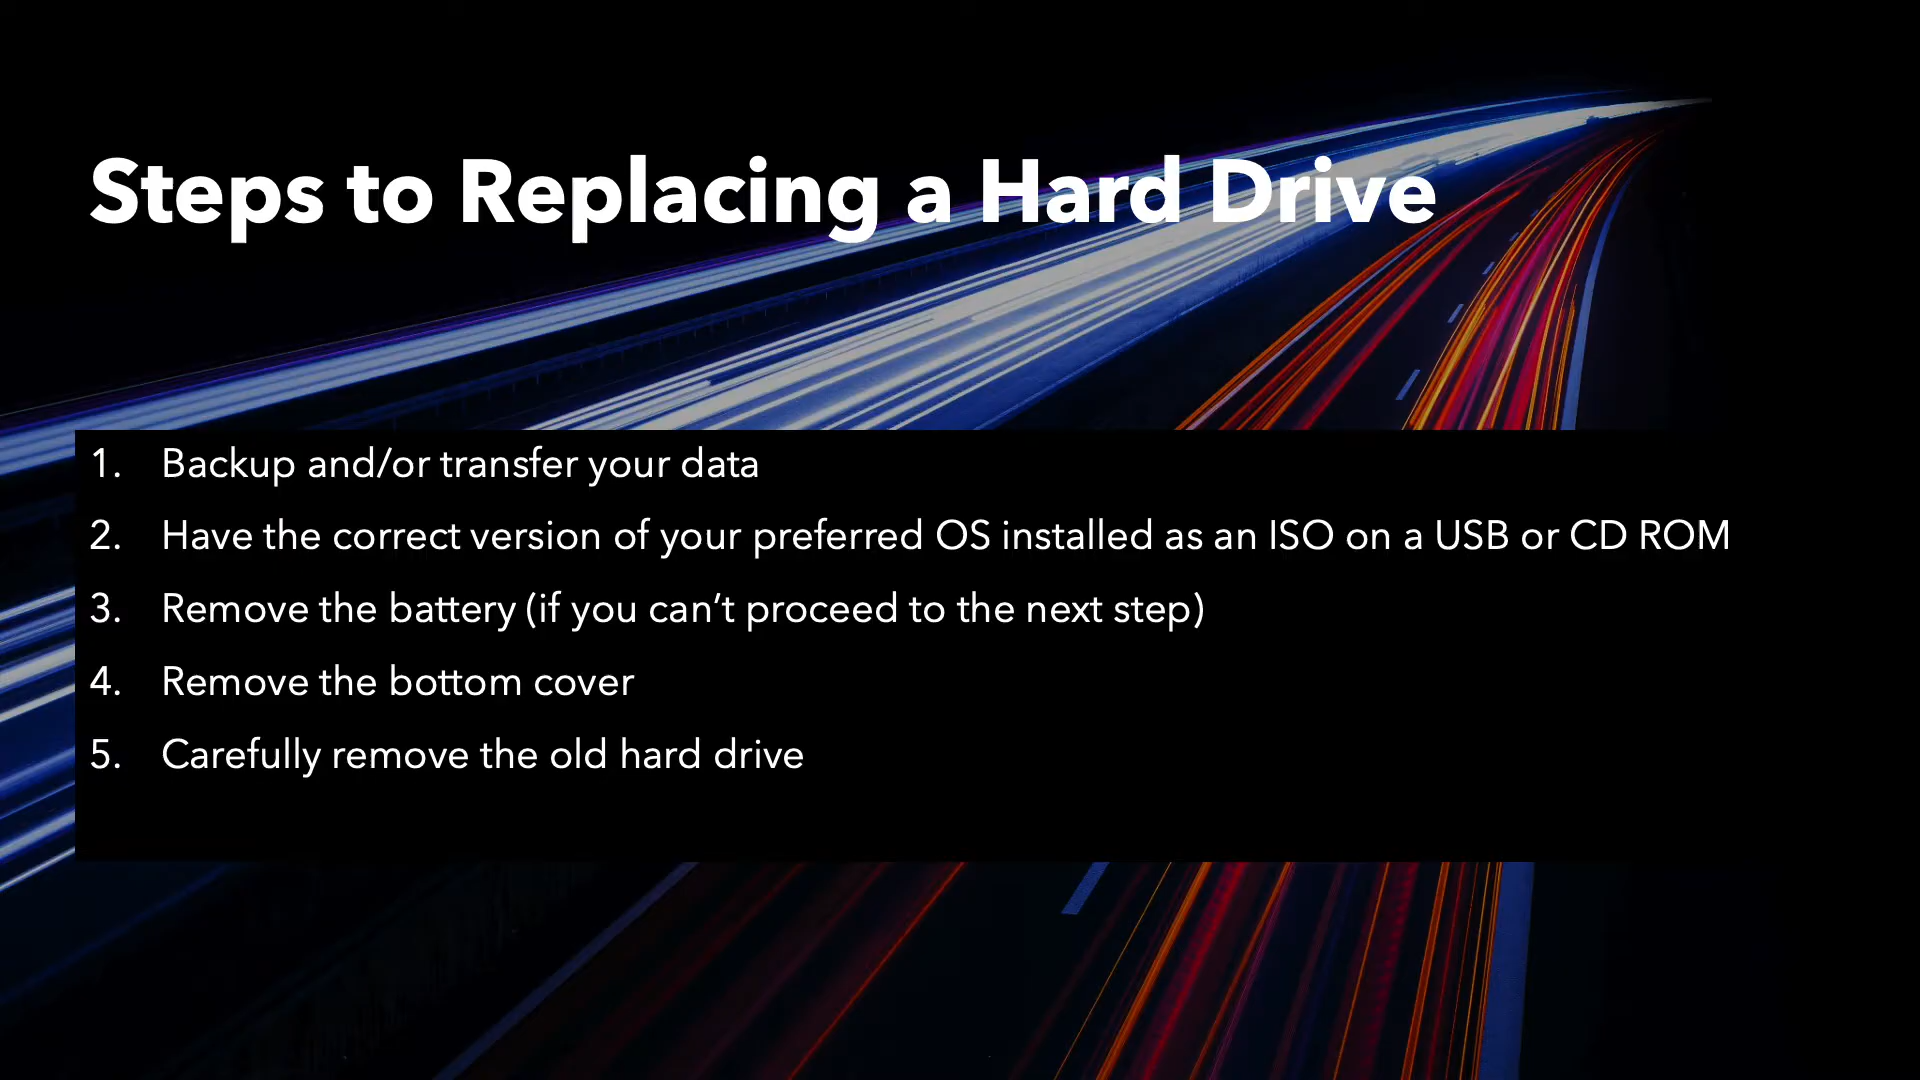 Steps to Replacing a Hard Drive
1. Backup and/or transfer your data
2. Have the correct version of your preferred OS installed as an ISO on a USB or CD ROM
3. Remove the battery (if you can’t proceed to the next step)
4. Remove the bottom cover
5. Carefully remove the old hard drive